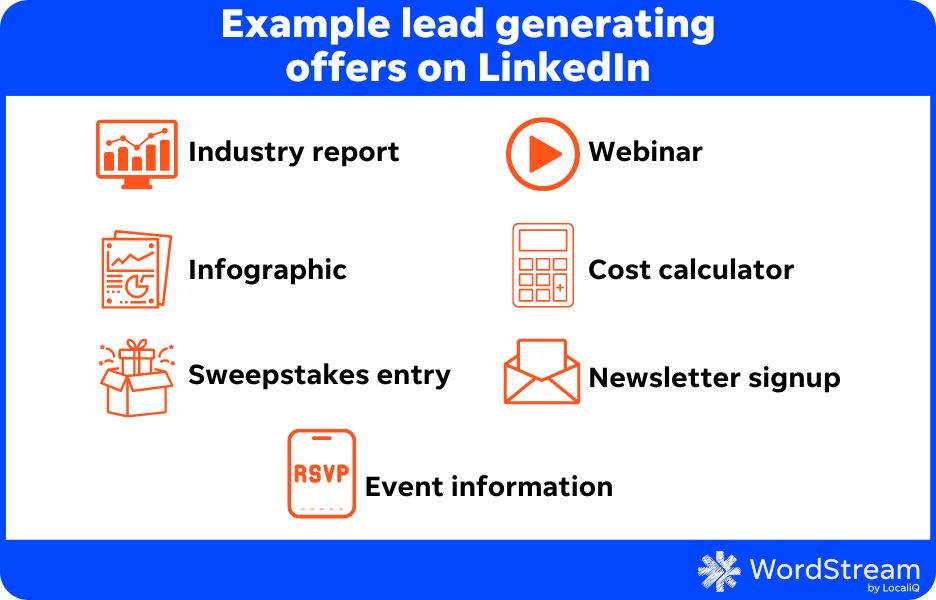 Example lead generating
offers on LinkedIn
Industry report
Webinar
Infographic
Cost calculator
Sweepstakes entry
Newsletter signup
RSVP
Event information
WordStream
by LocaliQ